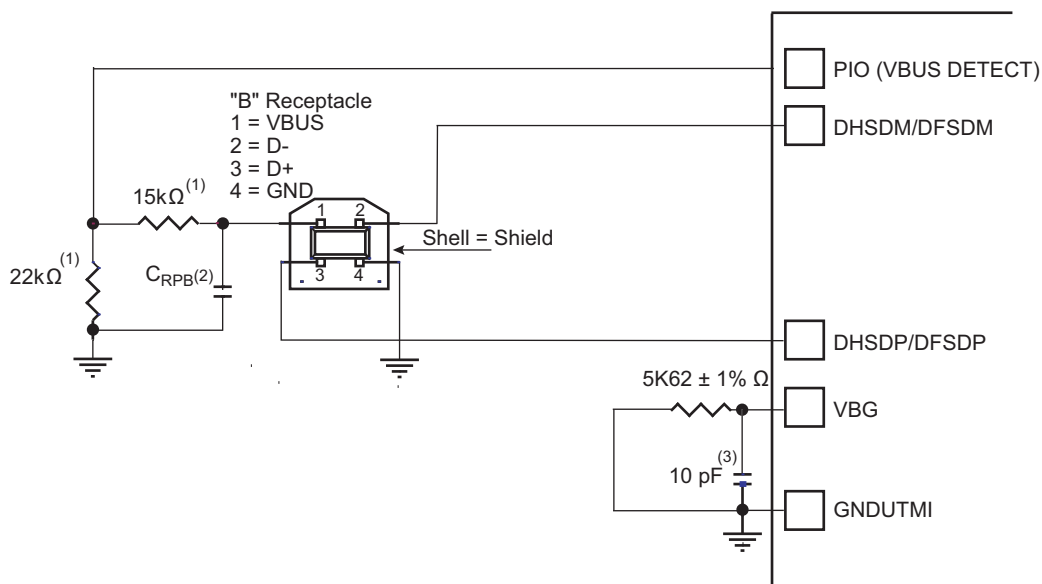 PIO (VBUS DETECT)
"B" Receptacle
1 = VBUS
2 = D-
3 = D+
4 = GND
DHSDM/DFSDM
15kΩ(1)
1 2
Shell = Shield
22kΩ(1)
CRPB(2)
3 4
DHSDP/DFSDP
5K62 ± 1% Ω
VBG
10 pF(3)
GNDUTMI